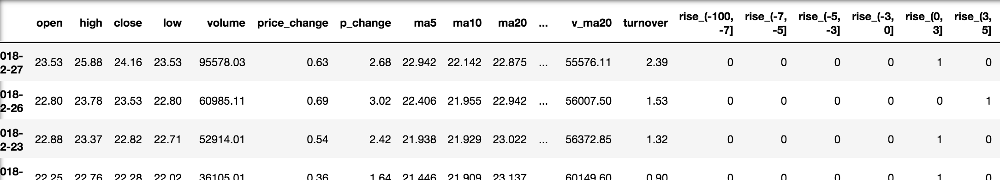 open high close low volume price_change p_change ma5 ma10 ma20 ... v_ma20 turnover rise_(-100, -7] rise_(-7, -5] rise_(-5, -3] rise_(-3, 0] rise_(0, 3] rise_(3, 5]
018-2-27 23.53 25.88 24.16 23.53 95578.03 0.63 2.68 22.942 22.142 22.875 ... 55576.11 2.39 0 0 0 0 1 0
018-2-26 22.80 23.78 23.53 22.80 60985.11 0.69 3.02 22.406 21.955 22.942 ... 56007.50 1.53 0 0 0 0 0 1
018-2-23 22.88 23.37 22.82 22.71 52914.01 0.54 2.42 21.938 21.929 23.022 ... 56372.85 1.32 0 0 0 0 1 0
018- 22.25 22.76 22.28 22.02 36105.01 0.36 1.64 21.446 21.909 23.137 ... 60149.60 0.90 0 0 0 0 1 0